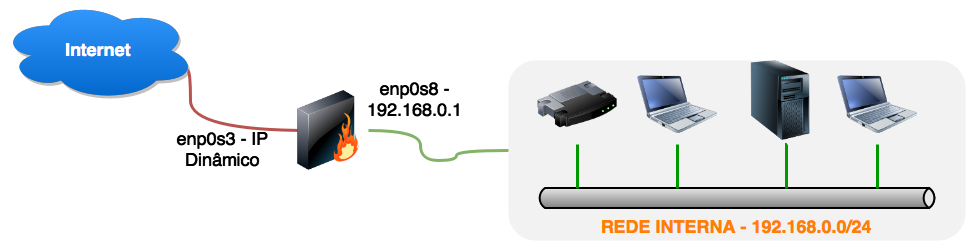 Internet
enp0s3 - IP
Dinâmico
enp0s8 -
192.168.0.1
REDE INTERNA - 192.168.0.0/24